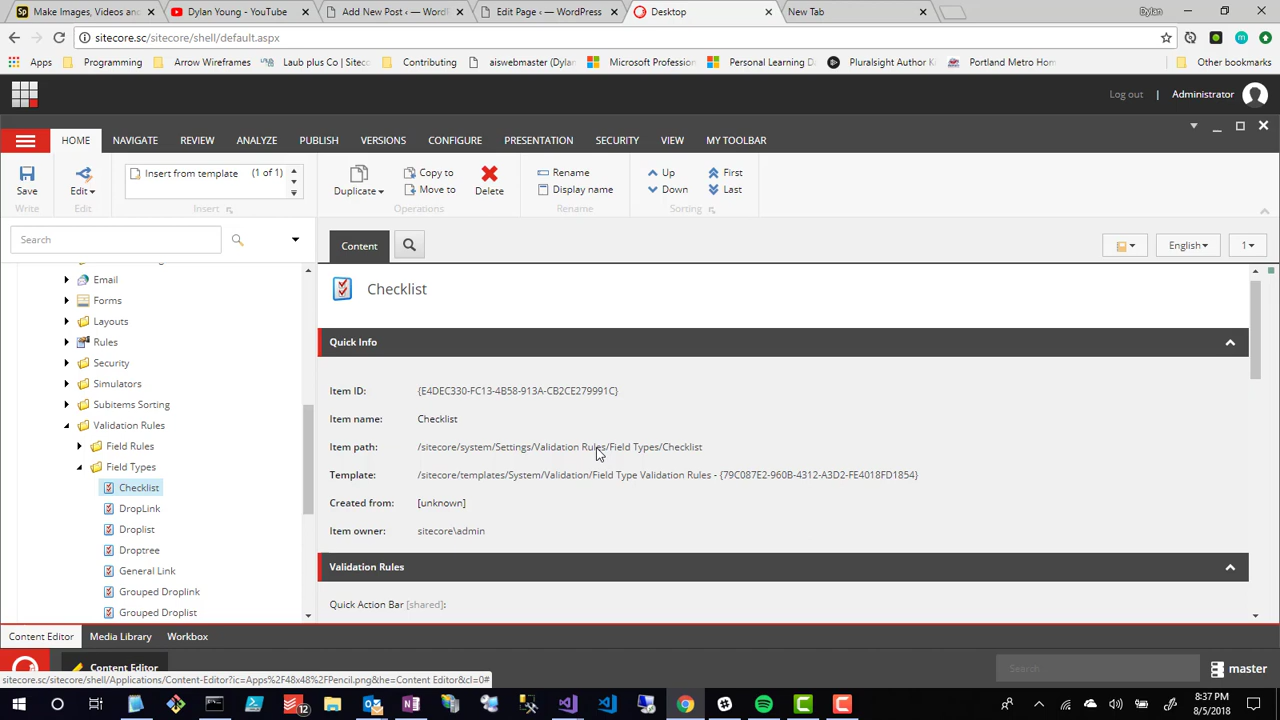 Make Images, Videos and
Dylan Young - YouTube
Add New Post ‹ — WordP
Edit Page ‹ — WordPress
Desktop
New Tab
Dylan
sitecore.sc/sitecore/shell/default.aspx
Apps
Programming
Arrow Wireframes
Laub plus Co | Sitec
Contributing
aiswebmaster (Dylan
Microsoft Profession
Personal Learning D
Pluralsight Author K
Portland Metro Hom
Other bookmarks
Log out | Administrator
HOME NAVIGATE REVIEW ANALYZE PUBLISH VERSIONS CONFIGURE PRESENTATION SECURITY VIEW MY TOOLBAR
Save
Write
Edit
Edit
Insert from template (1 of 1)
Insert
Duplicate
Copy to
Move to
Delete
Operations
Rename
Display name
Rename
Up First
Down Last
Sorting
Search
Content
English
1
Email
Forms
Layouts
Rules
Security
Simulators
Subitems Sorting
Validation Rules
Field Rules
Field Types
Checklist
DropLink
Droplist
Droptree
General Link
Grouped Droplink
Grouped Droplist
Checklist
Quick Info
Item ID: {E4DEC330-FC13-4B58-913A-CB2CE279991C}
Item name: Checklist
Item path: /sitecore/system/Settings/Validation Rules/Field Types/Checklist
Template: /sitecore/templates/System/Validation/Field Type Validation Rules - {79C087E2-960B-4312-A3D2-FE4018FD1854}
Created from: [unknown]
Item owner: sitecore\admin
Validation Rules
Quick Action Bar [shared]:
Content Editor Media Library Workbox
Content Editor
Search
master
sitecore.sc/sitecore/shell/Applications/Content-Editor?ic=Apps%2F48x48%2FPencil.png&he=Content Editor&cl=0#
12
8:37 PM
8/5/2018